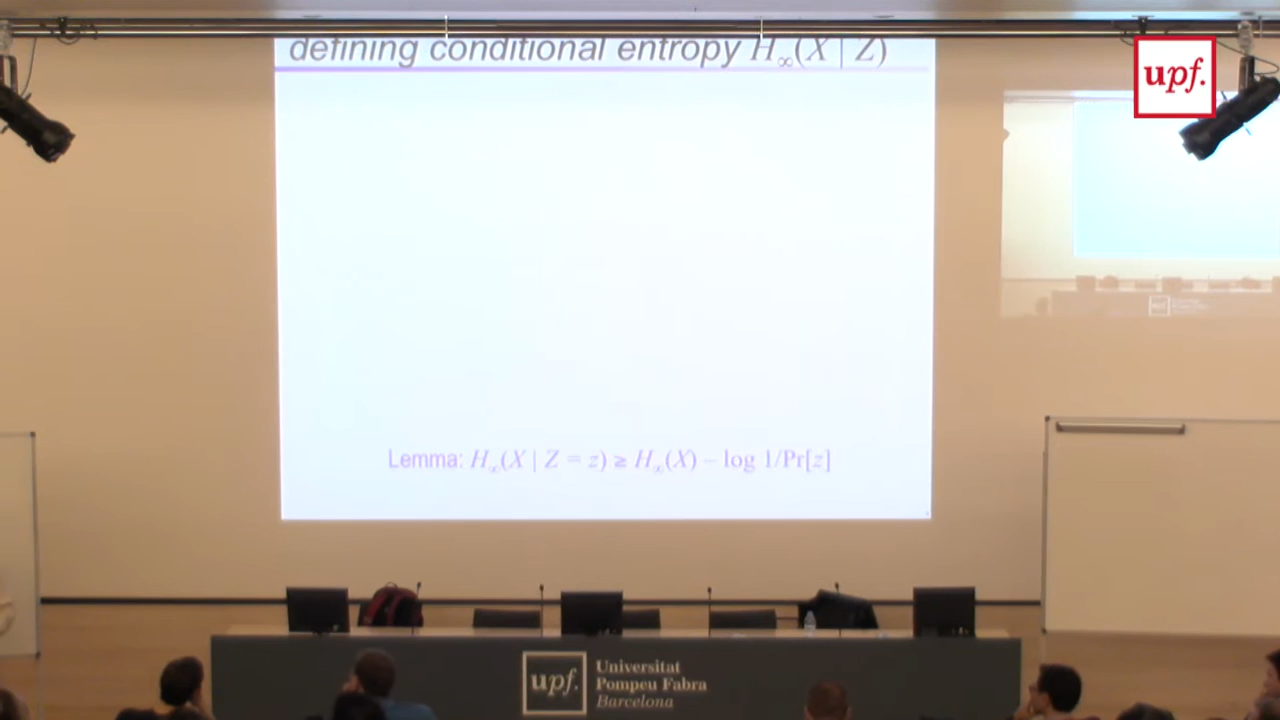 defining conditional entropy H∞(X | Z)
upf.
Lemma: H∞(X | Z = z) ≥ H∞(X) – log 1/Pr[z]
upf.
Universitat
Pompeu Fabra
Barcelona